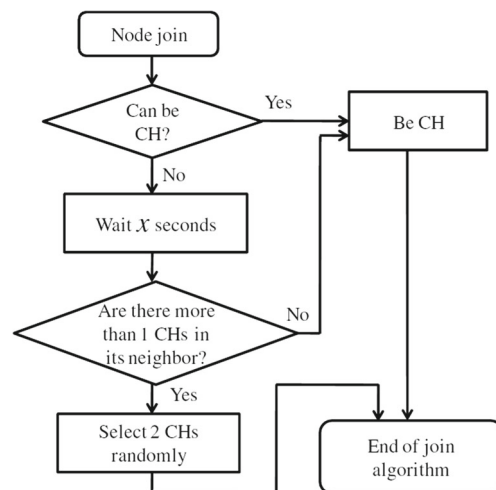 Node join
Can be
CH?
Yes
Be CH
No
Wait x seconds
Are there more
than 1 CHs in
its neighbor?
No
Yes
Select 2 CHs
randomly
End of join
algorithm